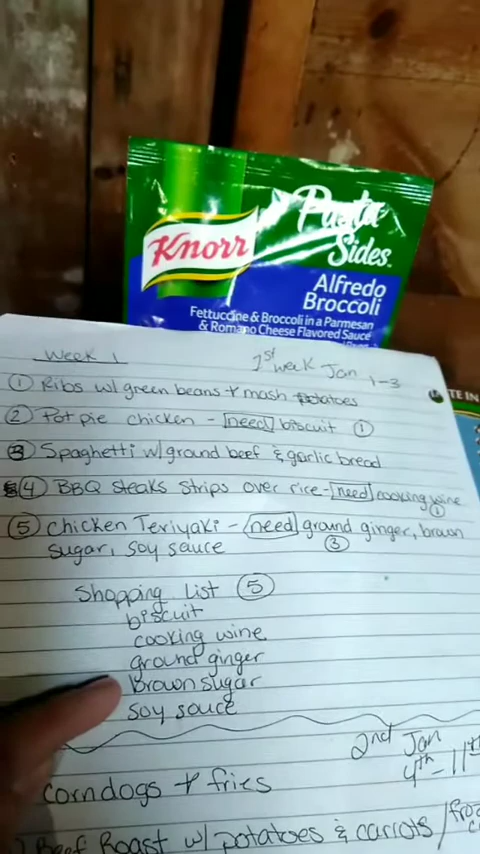 Knorr
Pasta
Sides
Alfredo
Broccoli
Fettuccine & Broccoli in a Parmesan
& Romano Cheese Flavored Sauce
Week 1
1st week Jan 1-3
① Ribs w/ green beans + mash potatoes
② Pot pie chicken - [need] biscuit ①
③ Spaghetti w/ ground beef & garlic bread
④ BBQ Steaks Strips over rice - [need] cooking wine
①
⑤ Chicken Teriyaki - [need] ground ginger, brown
sugar, soy sauce ③
Shopping List ⑤
biscuit
cooking wine
ground ginger
brown sugar
soy sauce
2nd Jan
4th - 11th
corndogs + fries
Beef Roast w/ potatoes & carrots /